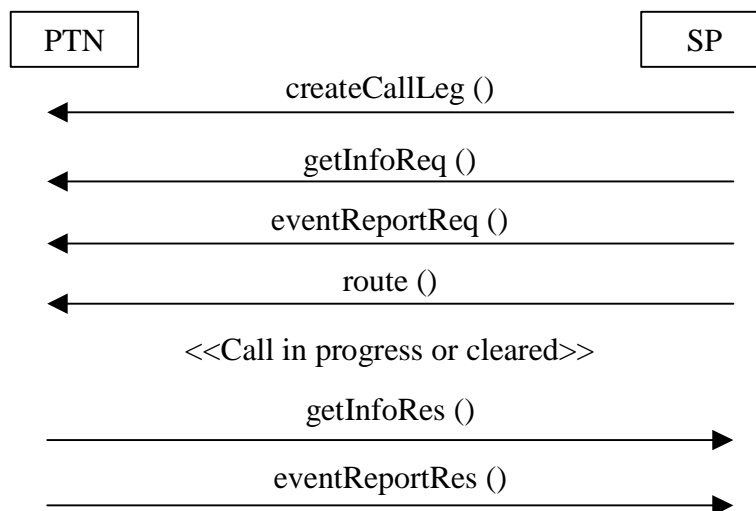 PTN
SP
createCallLeg ()
getInfoReq ()
eventReportReq ()
route ()
<<Call in progress or cleared>>
getInfoRes ()
eventReportRes ()